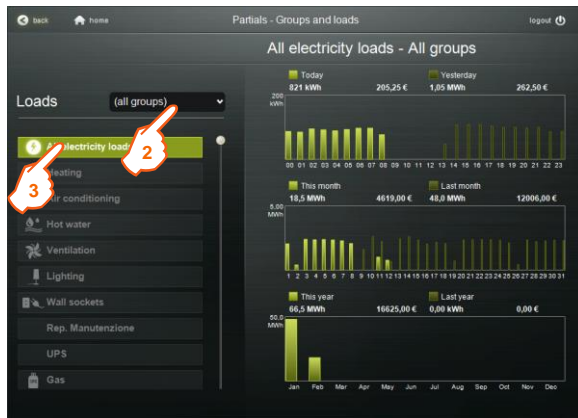 back home Partials - Groups and loads logout
All electricity loads - All groups
Loads (all groups)
2
All electricity loads
3
Heating
Air conditioning
Hot water
Ventilation
Lighting
Wall sockets
Rep. Manutenzione
UPS
Gas
Today Yesterday
821 kWh 205,25 € 1,05 MWh 262,50 €
200
kWh
00 01 02 03 04 05 06 07 08 09 10 11 12 13 14 15 16 17 18 19 20 21 22 23
This month Last month
18,5 MWh 4619,00 € 48,0 MWh 12006,00 €
5,00
MWh
1 2 3 4 5 6 7 8 9 10 11 12 13 14 15 16 17 18 19 20 21 22 23 24 25 26 27 28 29 30 31
This year Last year
66,5 MWh 16625,00 € 0,00 kWh 0,00 €
50,0
MWh
Jan Feb Mar Apr May Jun Jul Aug Sep Oct Nov Dec